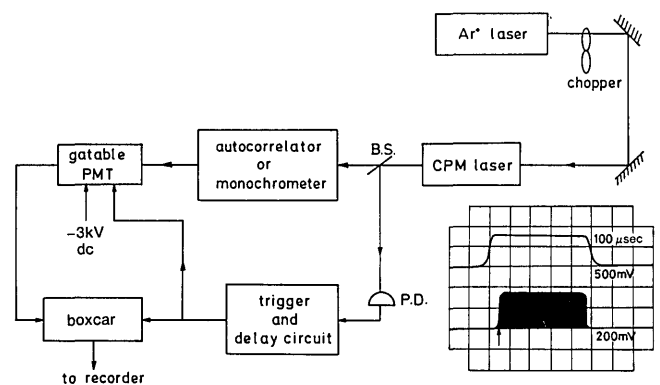 Ar⁺ laser
chopper
B.S.
CPM laser
autocorrelator
or
monochrometer
gatable
PMT
-3kV
dc
P.D.
trigger
and
delay circuit
boxcar
to recorder
100 μsec
500mV
200mV